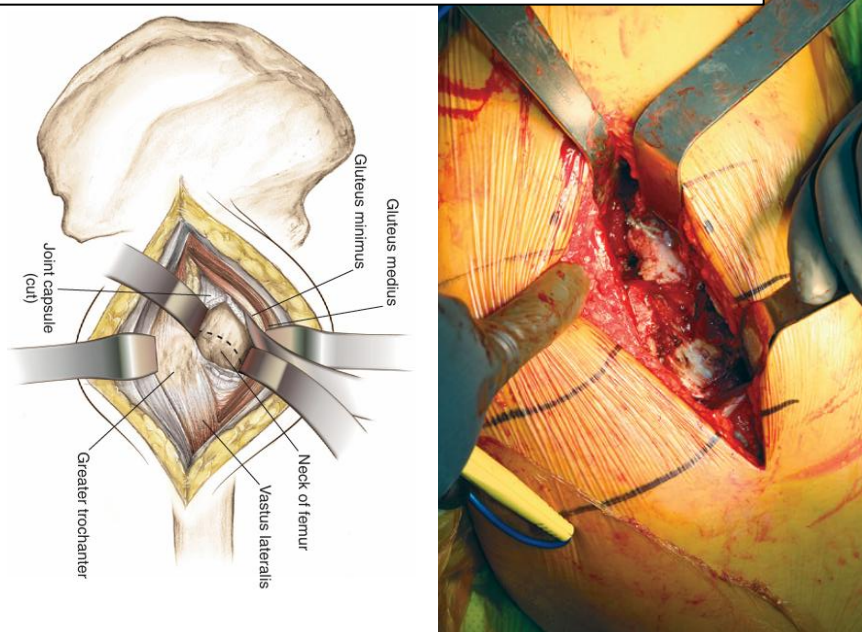 Gluteus medius
Gluteus minimus
Joint capsule
(cut)
Neck of femur
Vastus lateralis
Greater trochanter